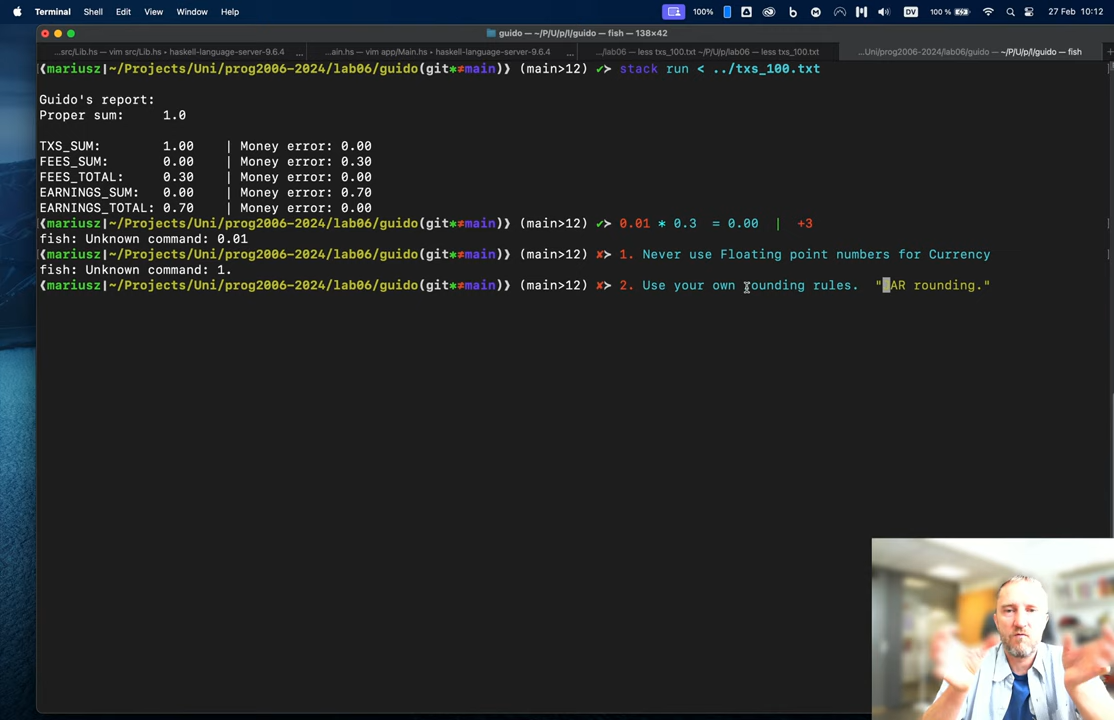 Terminal Shell Edit View Window Help 100% DV 100 % 27 Feb 10:12
guido — ~/P/U/p/l/guido — fish — 138×42
...src/Lib.hs — vim src/Lib.hs • haskell-language-server-9.6.4 ... ...ain.hs — vim app/Main.hs • haskell-language-server-9.6.4 ... .../lab06 — less txs_100.txt ~/P/U/p/lab06 — less txs_100.txt ...Uni/prog2006-2024/lab06/guido — ~/P/U/p/l/guido — fish +
❨mariusz|~/Projects/Uni/prog2006-2024/lab06/guido(git*≠main)❩ (main>12) ✔➤ stack run < ../txs_100.txt
Guido's report:
Proper sum: 1.0
TXS_SUM: 1.00 | Money error: 0.00
FEES_SUM: 0.00 | Money error: 0.30
FEES_TOTAL: 0.30 | Money error: 0.00
EARNINGS_SUM: 0.00 | Money error: 0.70
EARNINGS_TOTAL: 0.70 | Money error: 0.00
❨mariusz|~/Projects/Uni/prog2006-2024/lab06/guido(git*≠main)❩ (main>12) ✔➤ 0.01 * 0.3 = 0.00 | +3
fish: Unknown command: 0.01
❨mariusz|~/Projects/Uni/prog2006-2024/lab06/guido(git*≠main)❩ (main>12) ✘➤ 1. Never use Floating point numbers for Currency
fish: Unknown command: 1.
❨mariusz|~/Projects/Uni/prog2006-2024/lab06/guido(git*≠main)❩ (main>12) ✘➤ 2. Use your own rounding rules. " AR rounding."